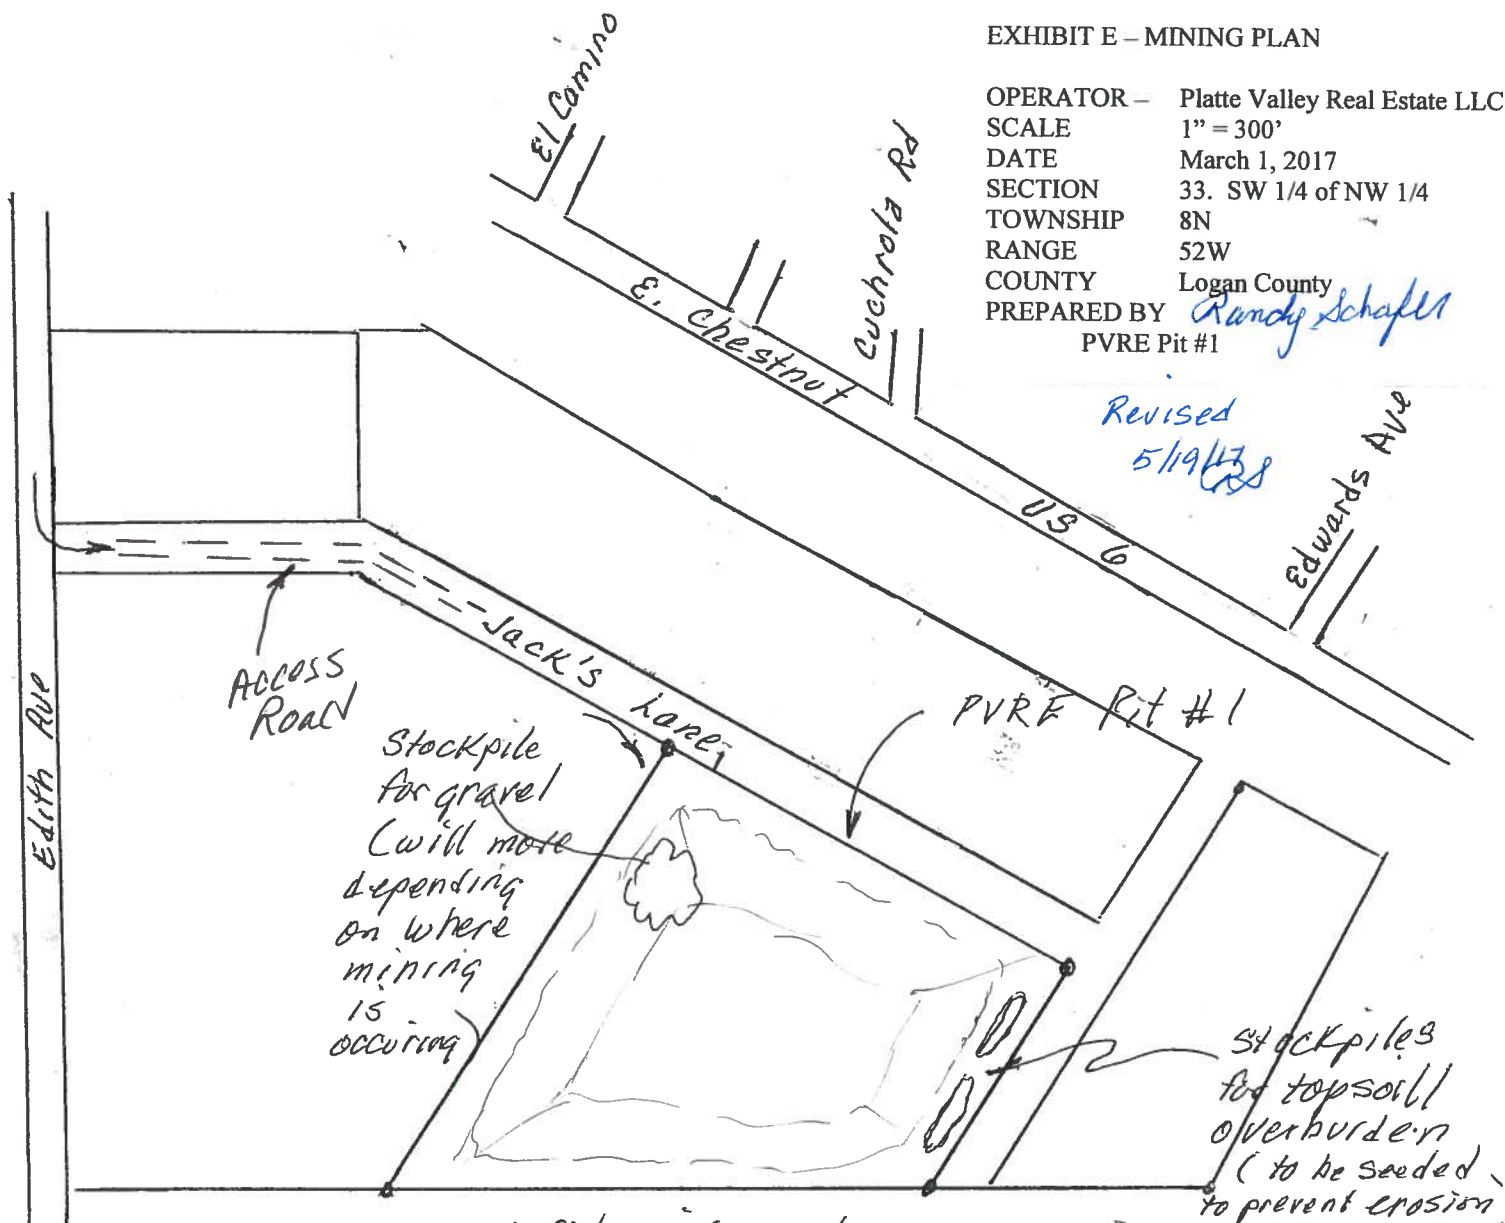 EXHIBIT E – MINING PLAN
OPERATOR – Platte Valley Real Estate LLC
SCALE 1" = 300'
DATE March 1, 2017
SECTION 33. SW 1/4 of NW 1/4
TOWNSHIP 8N
RANGE 52W
COUNTY Logan County
PREPARED BY Randy Schafer
PVRE Pit #1
Revised
5/19/17 RS
El Camino
E. Chestnut
US 6
Edwards Ave
Edith Ave
Access
Road
Jack's Lane
PVRE Pit #1
Stockpile
for gravel
(will move
depending
on where
mining
is
occuring
Stockpiles
for topsoil/
overburden
(to be seeded
to prevent erosion